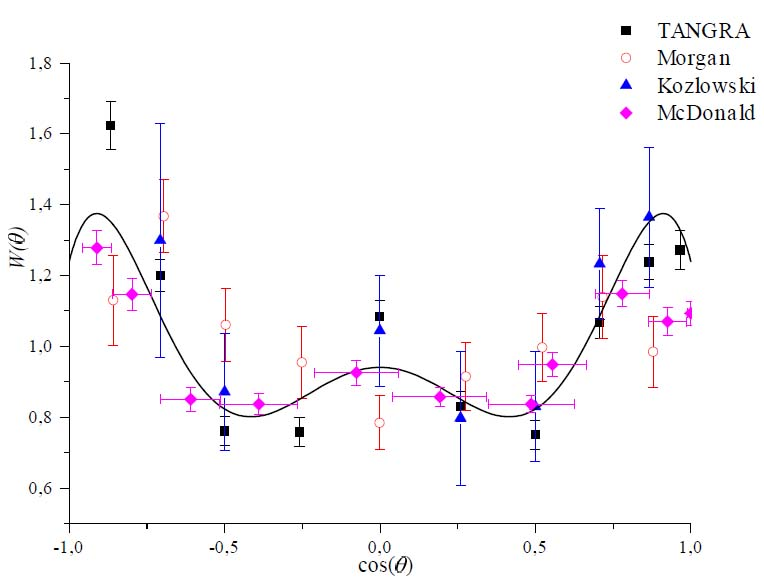 TANGRA
Morgan
Kozlowski
McDonald
1,8
1,6
1,4
1,2
1,0
0,8
0,6
W(θ)
-1,0 -0,5 0,0 0,5 1,0
cos(θ)